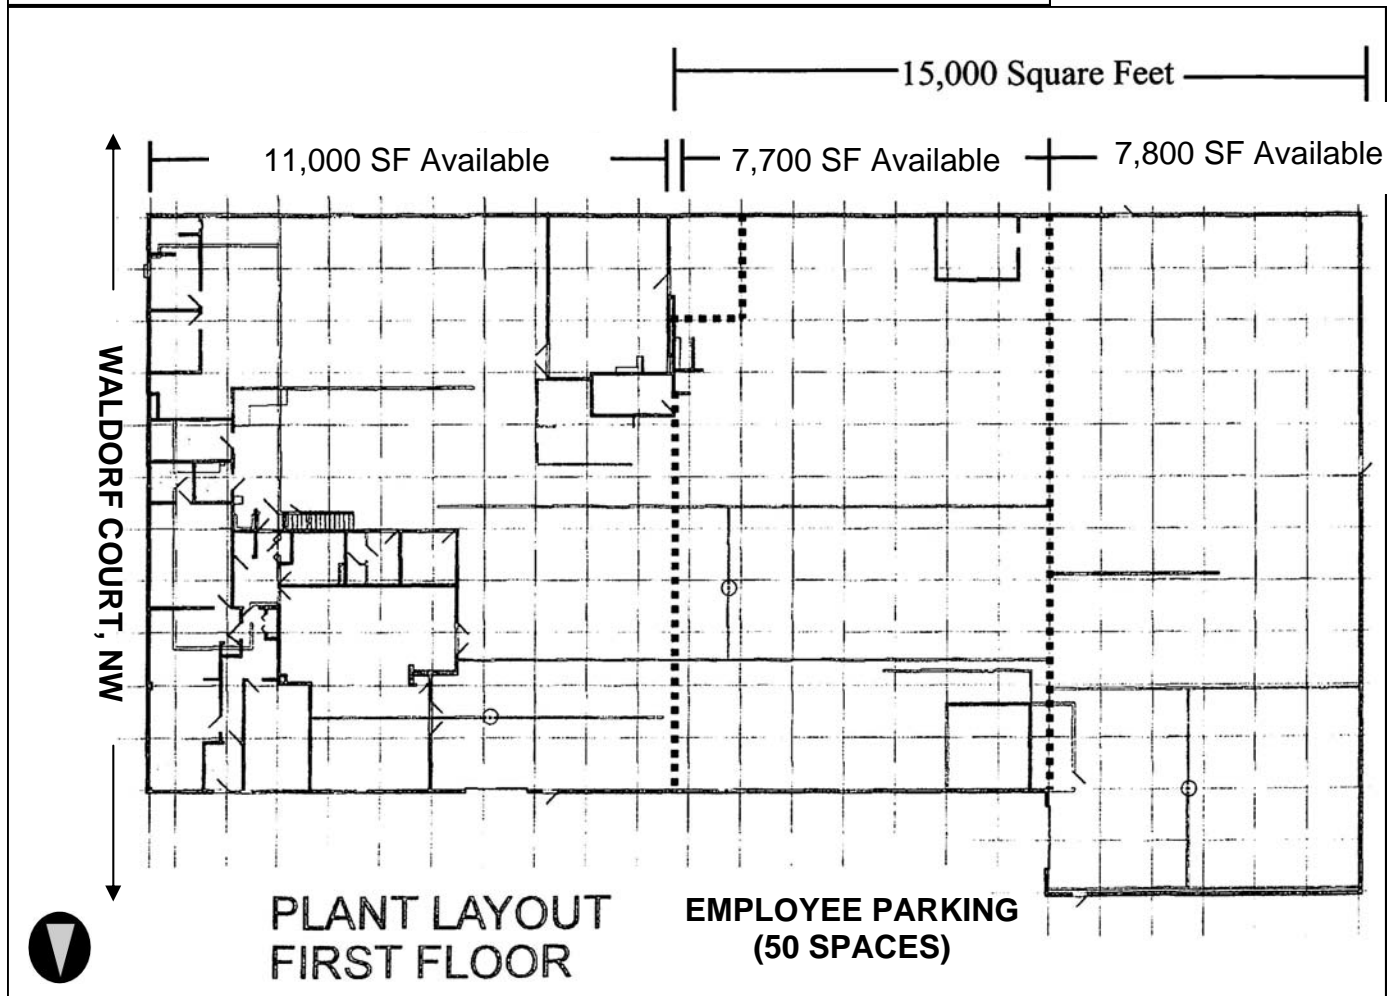 15,000 Square Feet
11,000 SF Available
7,700 SF Available
7,800 SF Available
WALDORF COURT, NW
PLANT LAYOUT
FIRST FLOOR
EMPLOYEE PARKING
(50 SPACES)